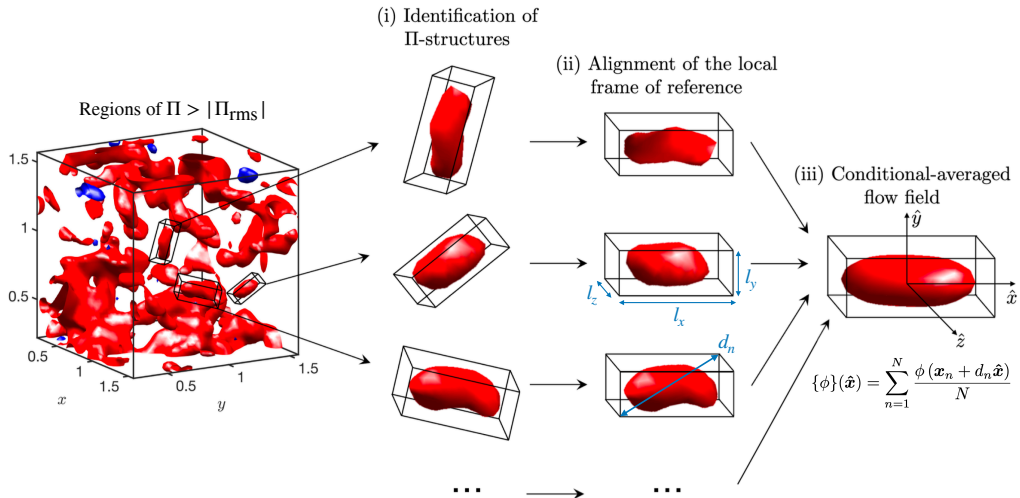 (i) Identification of
Π-structures
(ii) Alignment of the local
frame of reference
Regions of Π > |Π_rms|
(iii) Conditional-averaged
flow field
1.5
1
0.5
0.5
1
1.5
x
0.5
1
1.5
y
l_z
l_x
l_y
d_n
ŷ
x̂
ẑ
{φ}(x̂) = ∑_{n=1}^{N} φ(x_n + d_n x̂) / N
...
...